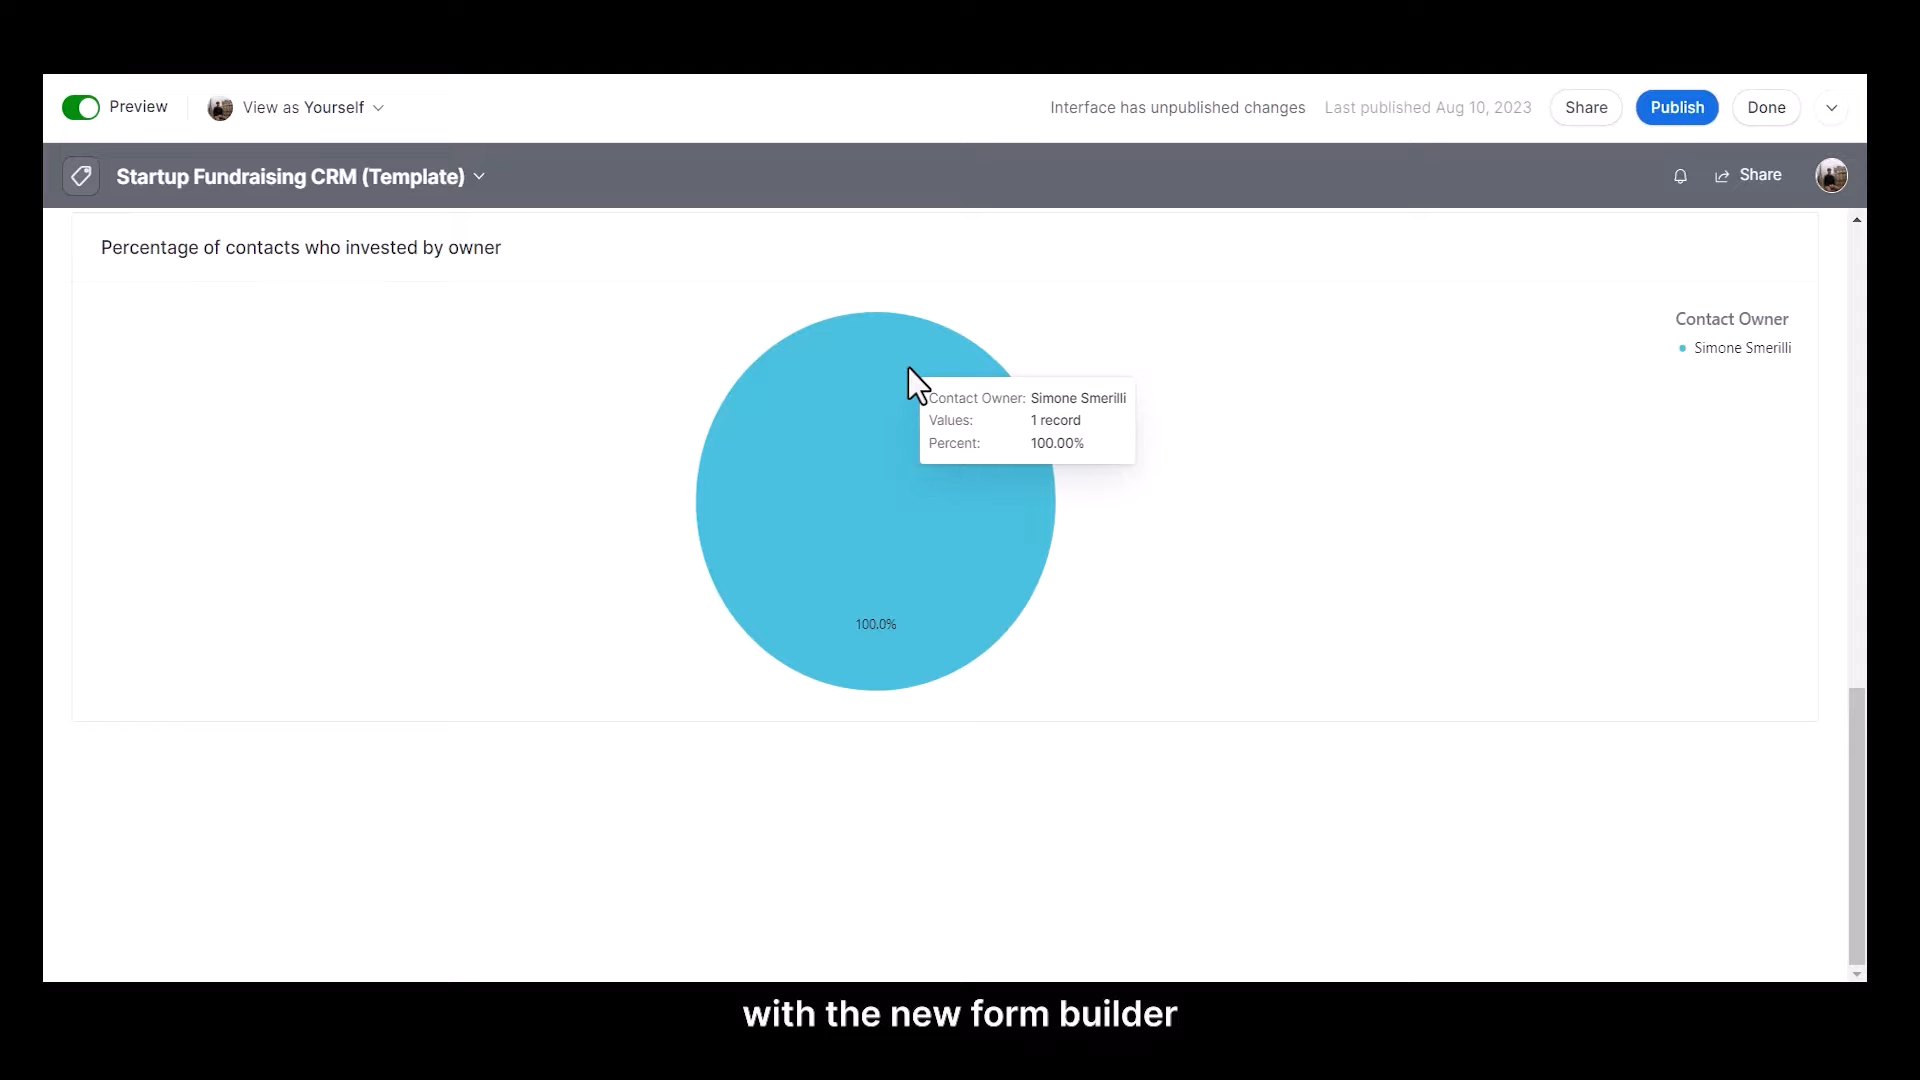 Preview
View as Yourself
Interface has unpublished changes
Last published Aug 10, 2023
Share
Publish
Done
Startup Fundraising CRM (Template)
Share
Percentage of contacts who invested by owner
Contact Owner
Simone Smerilli
Contact Owner: Simone Smerilli
Values: 1 record
Percent: 100.00%
100.0%
with the new form builder